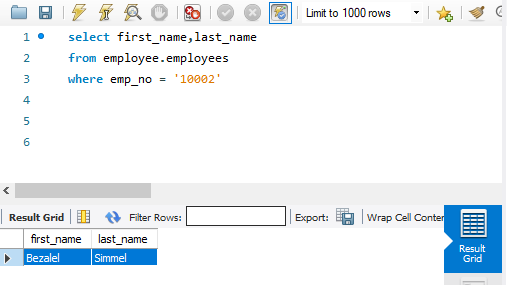 Limit to 1000 rows
1 select first_name,last_name
2 from employee.employees
3 where emp_no = '10002'
4
5
6
Result Grid Filter Rows: Export: Wrap Cell Conter
first_name last_name
Bezalel Simmel
Result
Grid